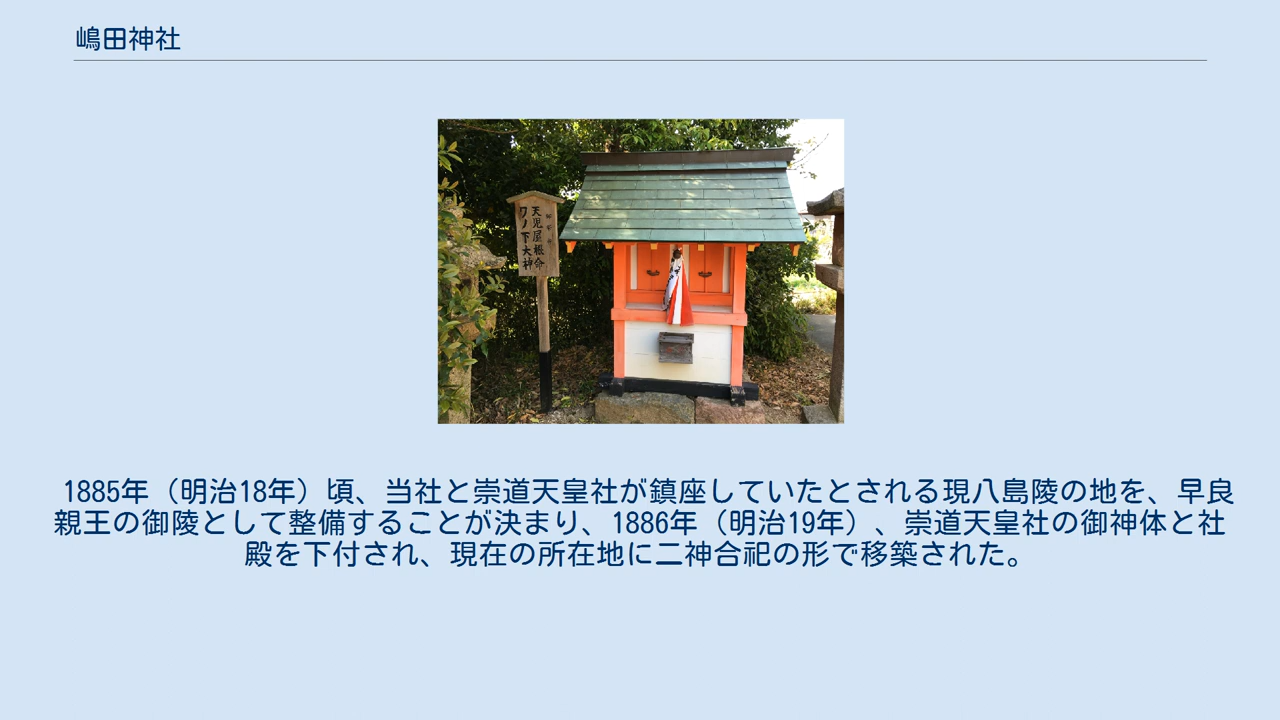 嶋田神社
天児屋根命
ワノ下大神
1885年（明治18年）頃、当社と崇道天皇社が鎮座していたとされる現八島陵の地を、早良
親王の御陵として整備することが決まり、1886年（明治19年）、崇道天皇社の御神体と社
殿を下付され、現在の所在地に二神合祀の形で移築された。